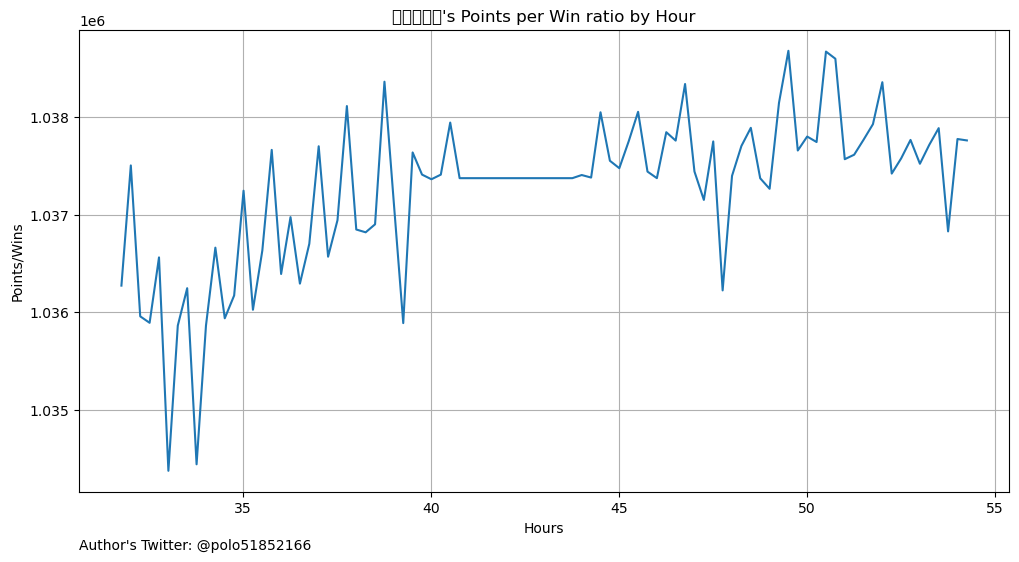 's Points per Win ratio by Hour
1e6
1.038
1.037
1.036
1.035
Points/Wins
35 40 45 50 55
Hours
Author's Twitter: @polo51852166